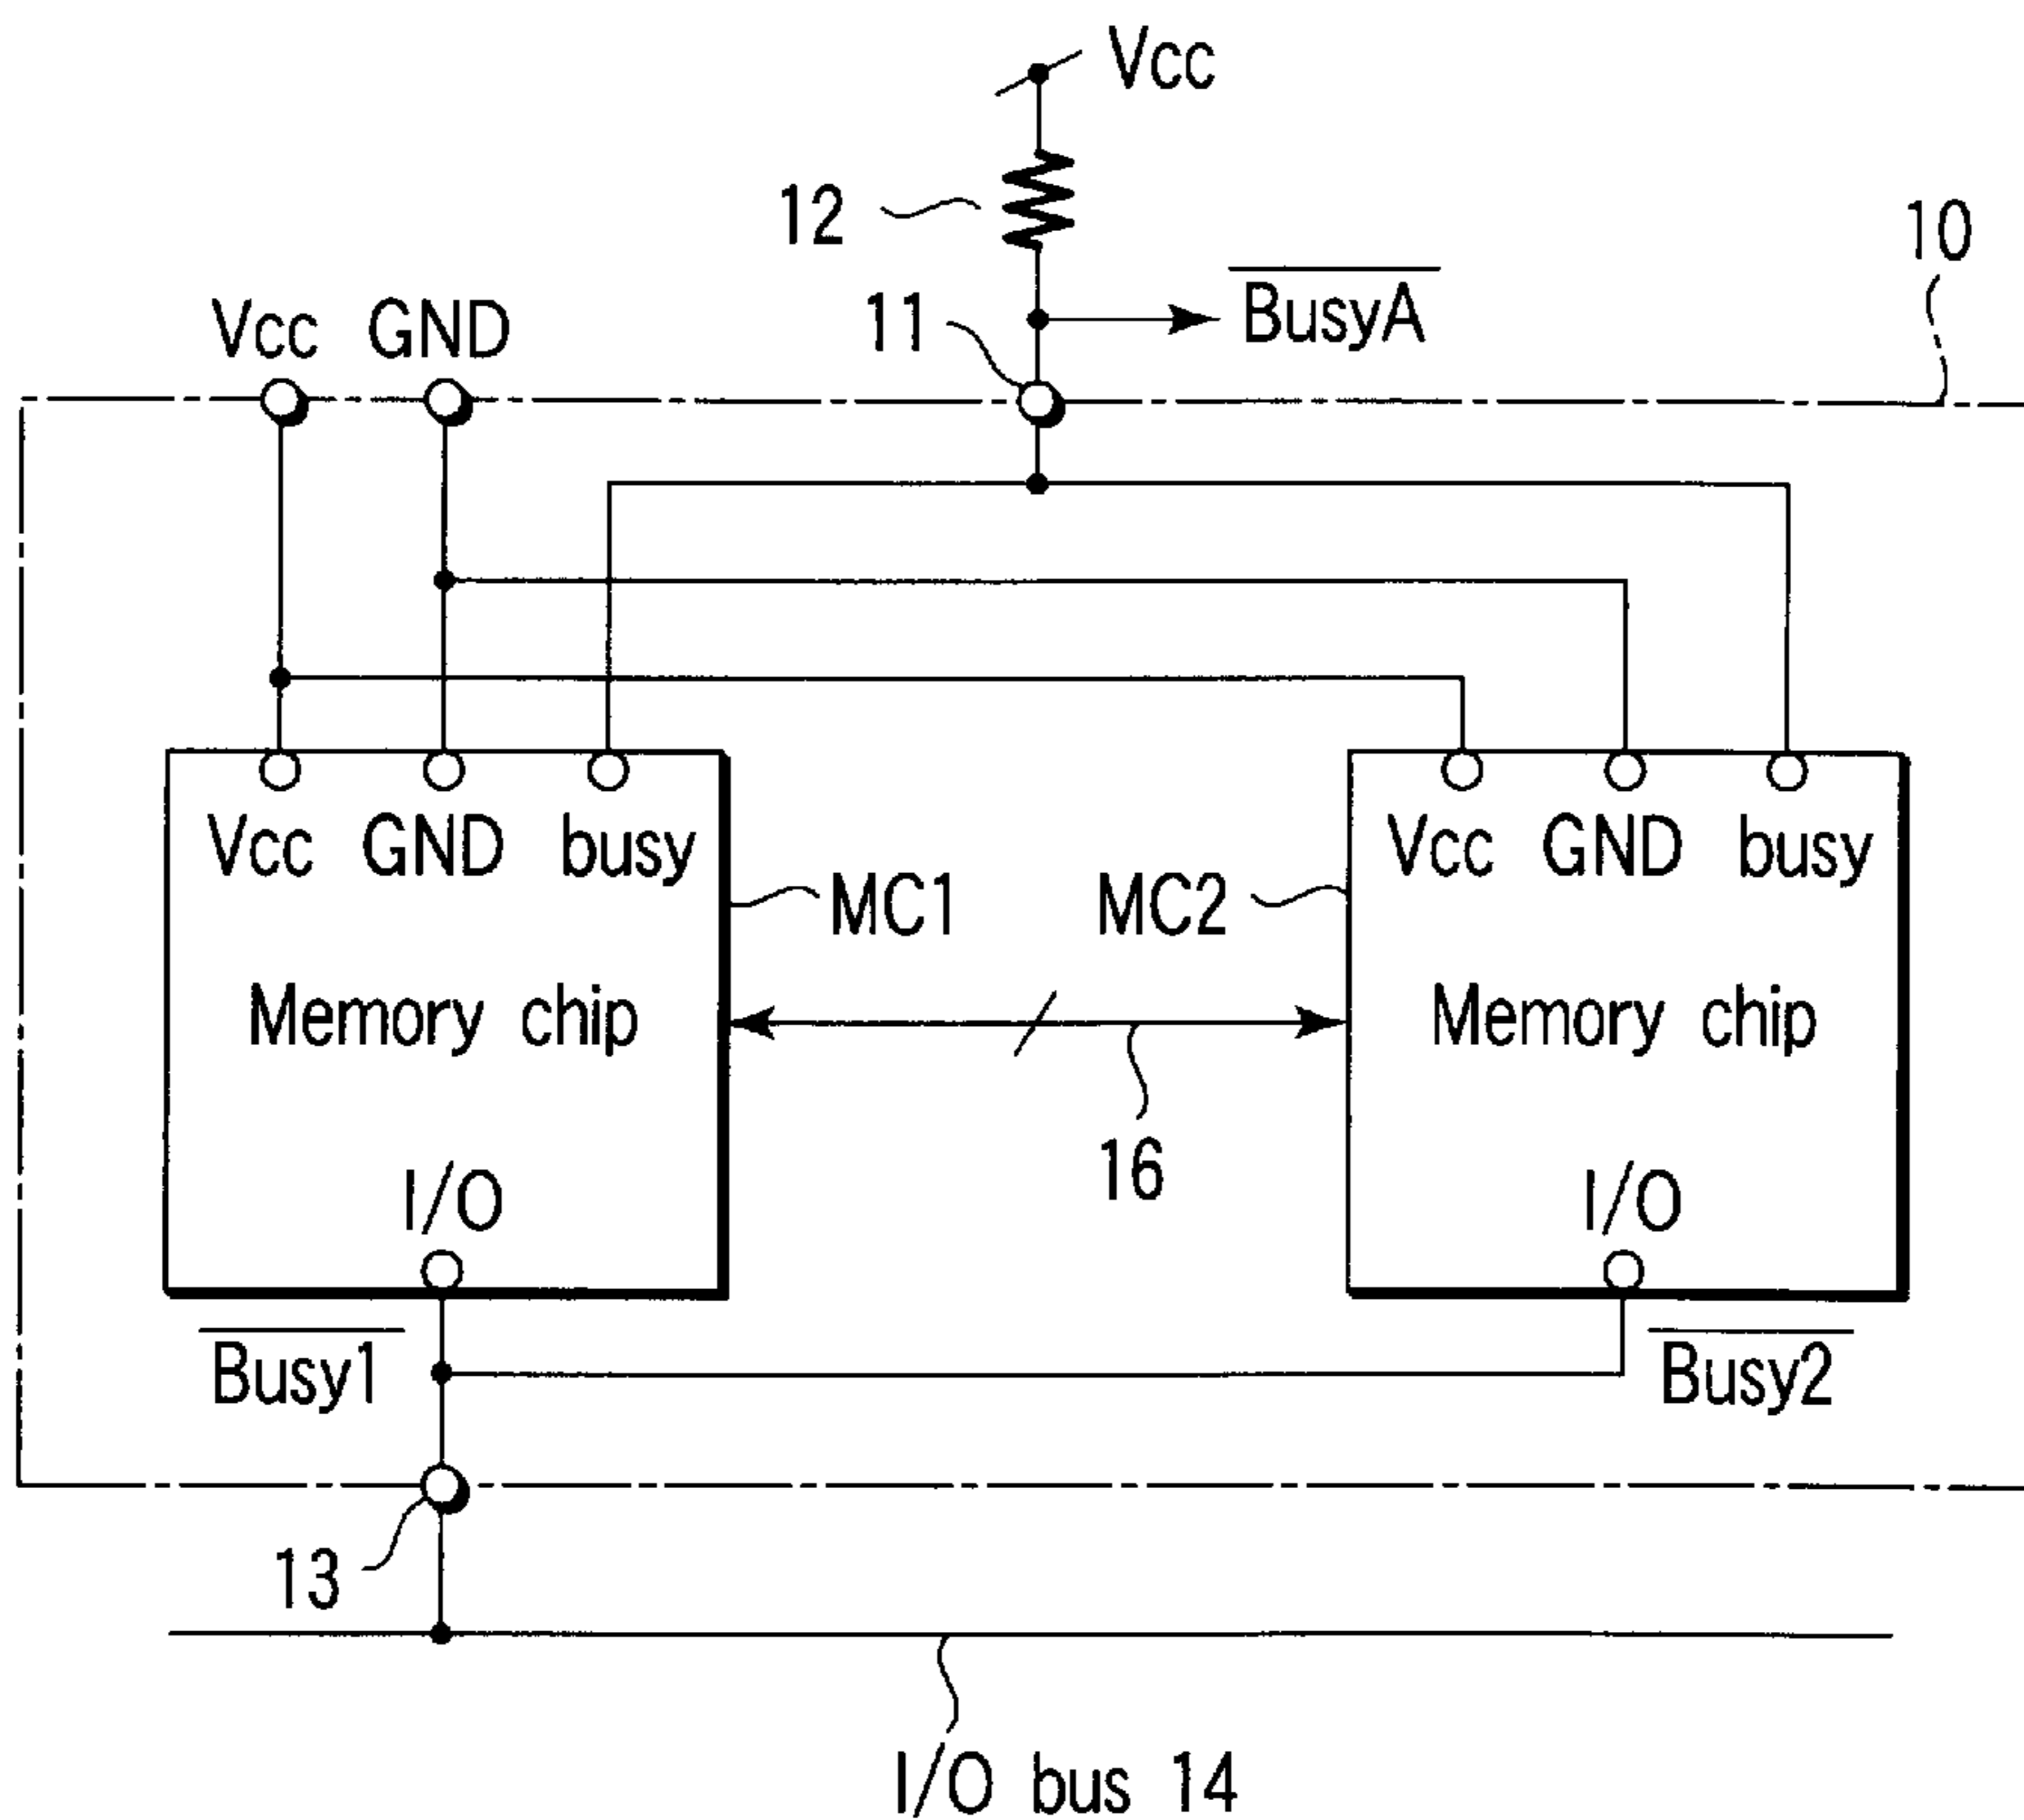 Vcc
12
10
11
BusyA
Vcc GND
Vcc GND busy
Vcc GND busy
MC1
MC2
Memory chip
Memory chip
16
I/O
I/O
Busy1
Busy2
13
I/O bus 14